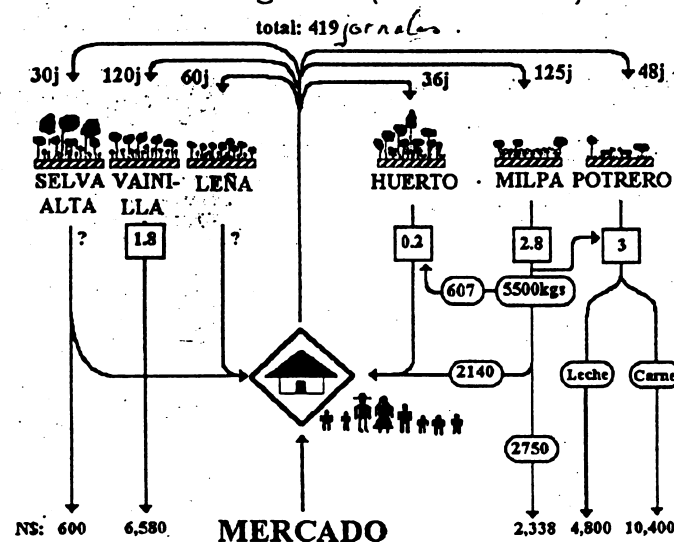 total: 419 jornales.
30j 120j 60j 36j 125j 48j
SELVA ALTA
VAINI-LLA
LEÑA
HUERTO
MILPA
POTRERO
?
1.8
?
0.2
2.8
3
607
5500kgs
2140
Leche
Carne
2750
N$: 600 6,580 2,338 4,800 10,400
MERCADO